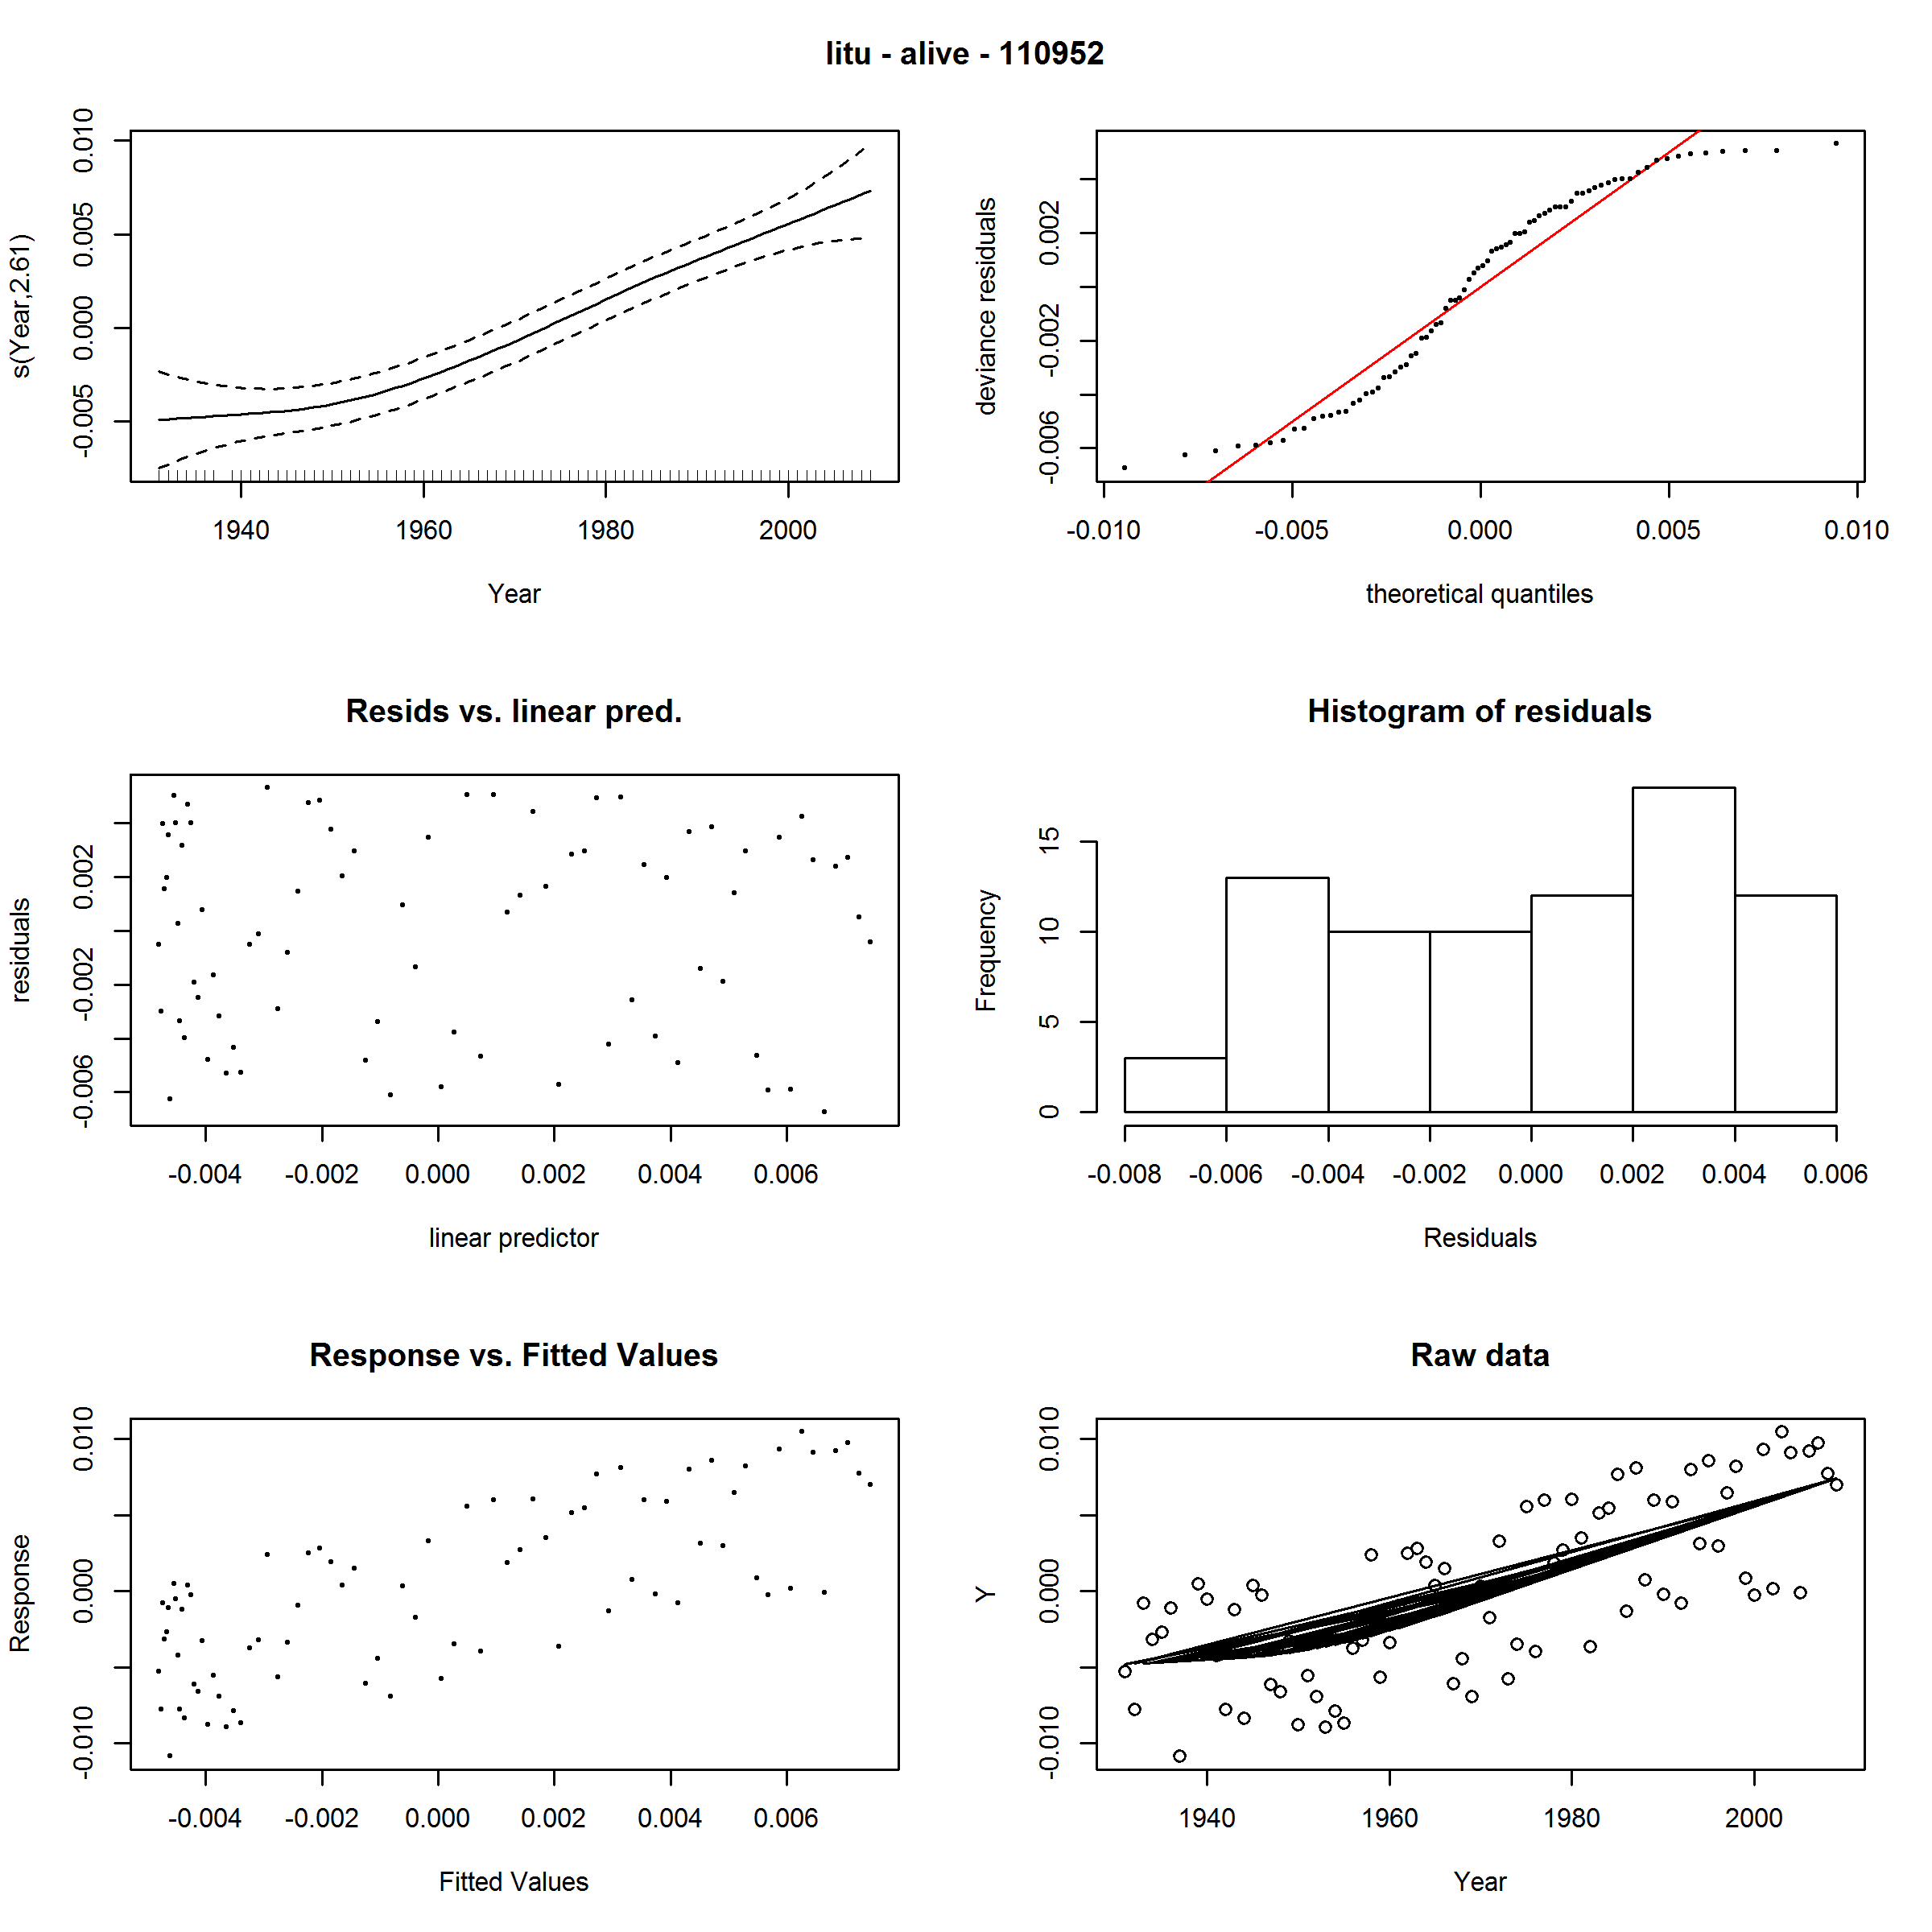 litu - alive - 110952
s(Year,2.61)
-0.005 0.000 0.005 0.010
1940 1960 1980 2000
Year
deviance residuals
-0.006 -0.002 0.002
-0.010 -0.005 0.000 0.005 0.010
theoretical quantiles
Resids vs. linear pred.
residuals
-0.006 -0.002 0.002
-0.004 -0.002 0.000 0.002 0.004 0.006
linear predictor
Histogram of residuals
Frequency
0 5 10 15
-0.008 -0.006 -0.004 -0.002 0.000 0.002 0.004 0.006
Residuals
Response vs. Fitted Values
Response
-0.010 0.000 0.010
-0.004 -0.002 0.000 0.002 0.004 0.006
Fitted Values
Raw data
Y
-0.010 0.000 0.010
1940 1960 1980 2000
Year